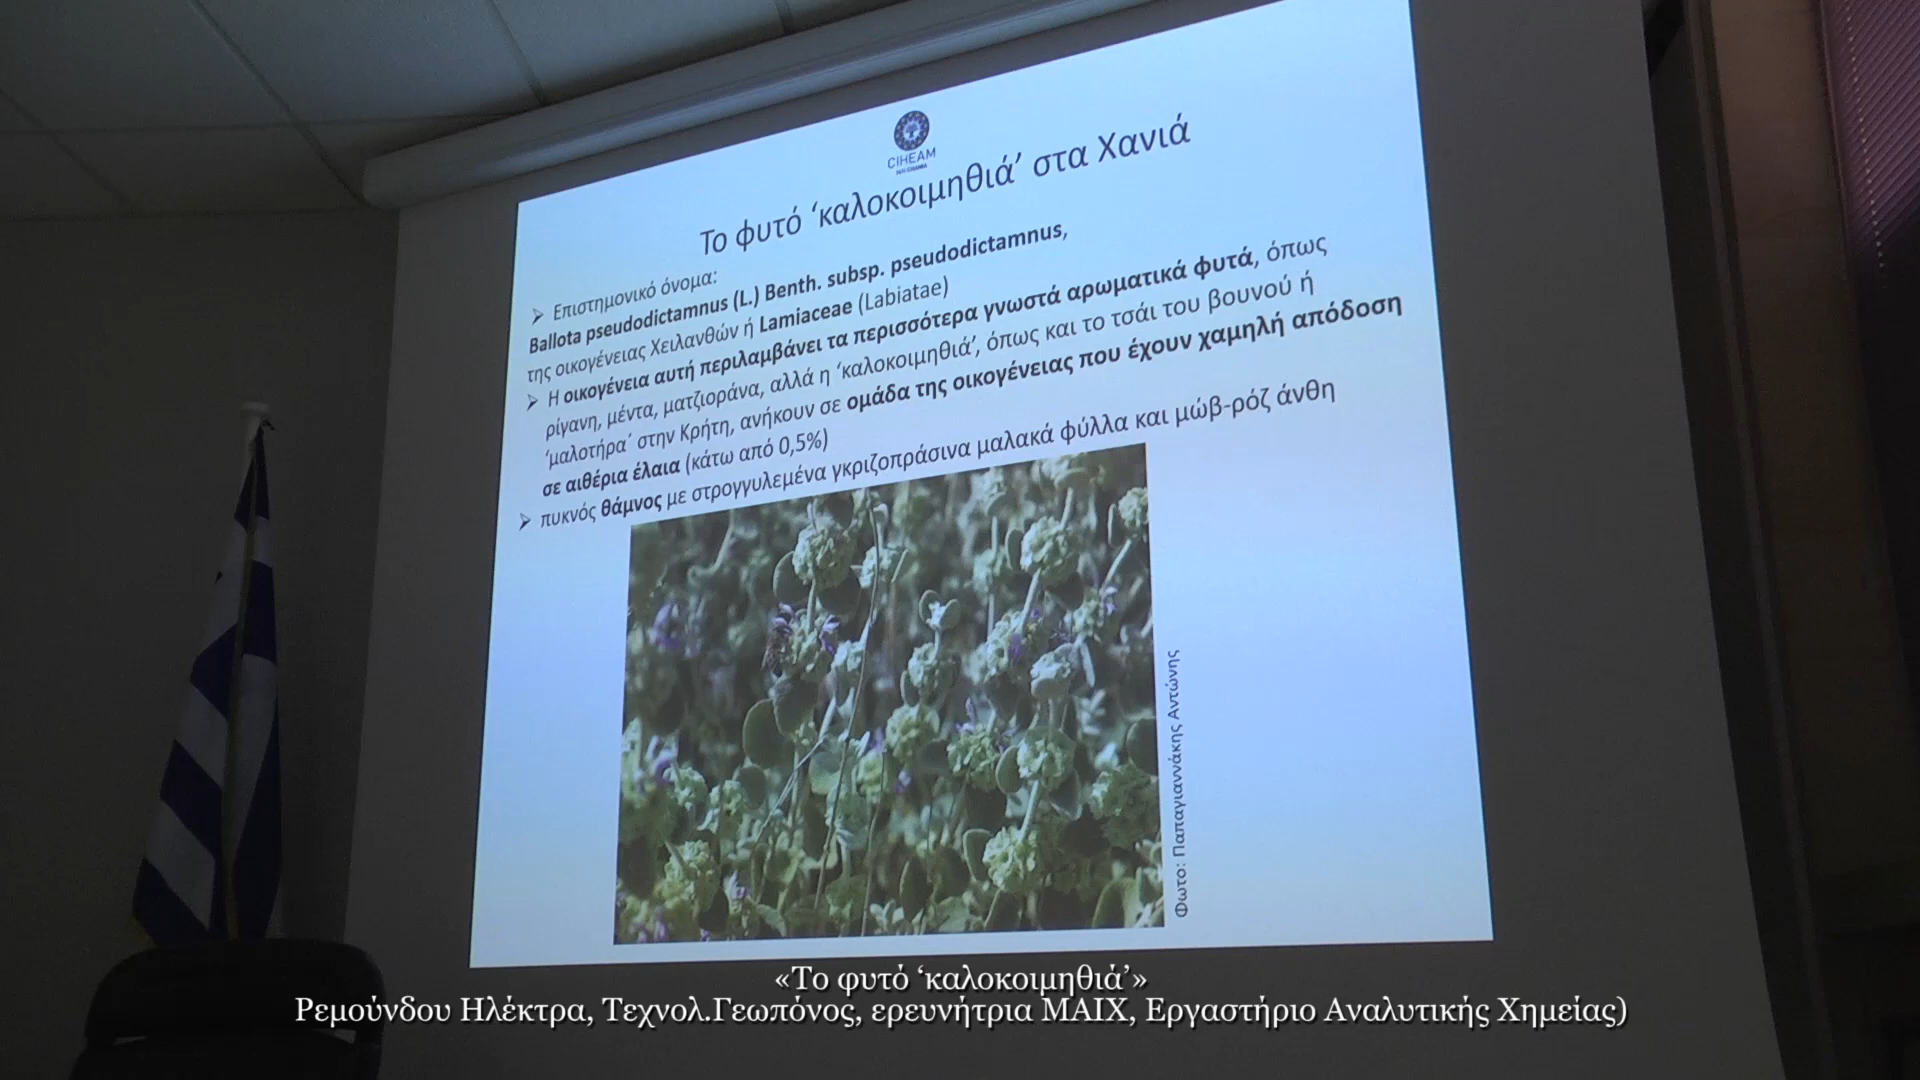 CIHEAM
Το φυτό ‘καλοκοιμηθιά’ στα Χανιά
➢ Επιστημονικό όνομα:
Ballota pseudodictamnus (L.) Benth. subsp. pseudodictamnus,
της οικογένειας Χειλανθών ή Lamiaceae (Labiatae)
➢ Η οικογένεια αυτή περιλαμβάνει τα περισσότερα γνωστά αρωματικά φυτά, όπως
ρίγανη, μέντα, ματζιοράνα, αλλά η ‘καλοκοιμηθιά’, όπως και το τσάι του βουνού ή
‘μαλοτήρα΄ στην Κρήτη, ανήκουν σε ομάδα της οικογένειας που έχουν χαμηλή απόδοση
σε αιθέρια έλαια (κάτω από 0,5%)
➢ πυκνός θάμνος με στρογγυλεμένα γκριζοπράσινα μαλακά φύλλα και μώβ-ρόζ άνθη
Φωτο: Παπαγιαννάκης Αντώνης
«Το φυτό ‘καλοκοιμηθιά’»
Ρεμούνδου Ηλέκτρα, Τεχνολ.Γεωπόνος, ερευνήτρια ΜΑΙΧ, Εργαστήριο Αναλυτικής Χημείας)